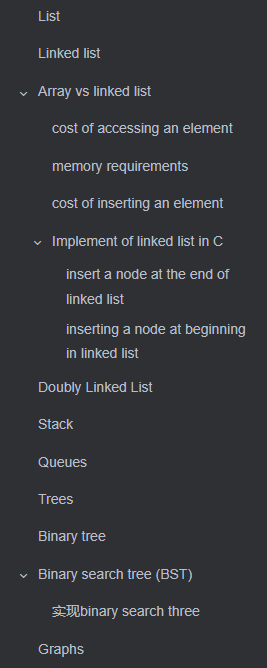 List
Linked list
Array vs linked list
cost of accessing an element
memory requirements
cost of inserting an element
Implement of linked list in C
insert a node at the end of
linked list
inserting a node at beginning
in linked list
Doubly Linked List
Stack
Queues
Trees
Binary tree
Binary search tree (BST)
实现binary search three
Graphs